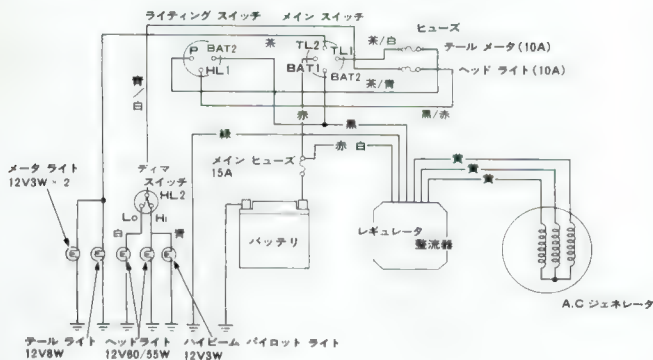 ライティング スイッチ
メイン スイッチ
ヒューズ
茶
茶/白
テール メータ(10A)
P
BAT2
HL1
TL2
TL1
BAT1
BAT2
ヘッド ライト(10A)
茶/青
青/白
黒/赤
赤
黒
緑
赤 白
メイン ヒューズ
15A
黄
黄
黄
メータ ライト
12V3W
2
ディマ
スイッチ
HL2
Lo
Hi
白
青
バッテリ
レギュレータ
整流器
A.C ジェネレータ
テール ライト
12V8W
ヘッドライト
12V60/55W
ハイビーム パイロット ライト
12V3W